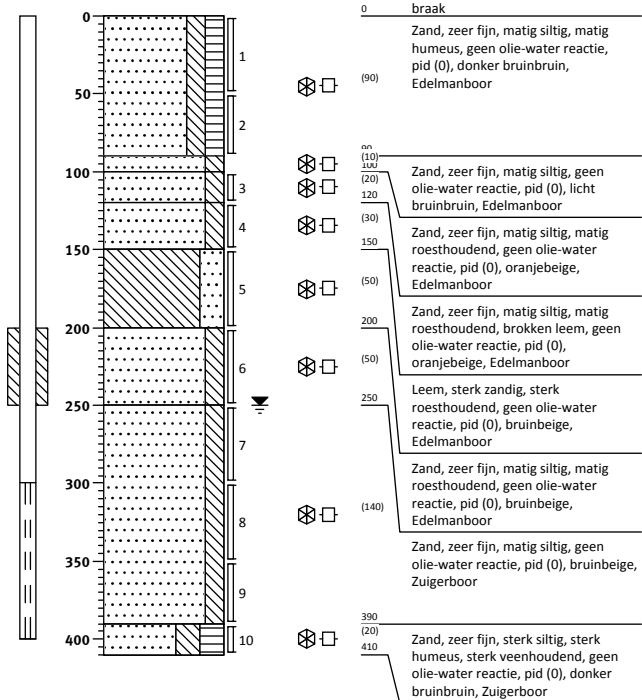 0
50
100
150
200
250
300
350
400
1
2
3
4
5
6
7
8
9
10
0
braak
(90)
Zand, zeer fijn, matig siltig, matig
humeus, geen olie-water reactie,
pid (0), donker bruinbruin,
Edelmanboor
90
(10)
Zand, zeer fijn, matig siltig, geen
olie-water reactie, pid (0), licht
bruinbruin, Edelmanboor
100
(20)
Zand, zeer fijn, matig siltig, matig
roesthoudend, geen olie-water
reactie, pid (0), oranjebeige,
Edelmanboor
120
(30)
Zand, zeer fijn, matig siltig, matig
roesthoudend, brokken leem, geen
olie-water reactie, pid (0),
oranjebeige, Edelmanboor
150
(50)
Leem, sterk zandig, sterk
roesthoudend, geen olie-water
reactie, pid (0), bruinbeige,
Edelmanboor
200
(50)
Zand, zeer fijn, matig siltig, matig
roesthoudend, geen olie-water
reactie, pid (0), bruinbeige,
Edelmanboor
250
(140)
Zand, zeer fijn, matig siltig, geen
olie-water reactie, pid (0), bruinbeige,
Zuigerboor
390
(20)
410
Zand, zeer fijn, sterk siltig, sterk
humeus, sterk veenhoudend, geen
olie-water reactie, pid (0), donker
bruinbruin, Zuigerboor